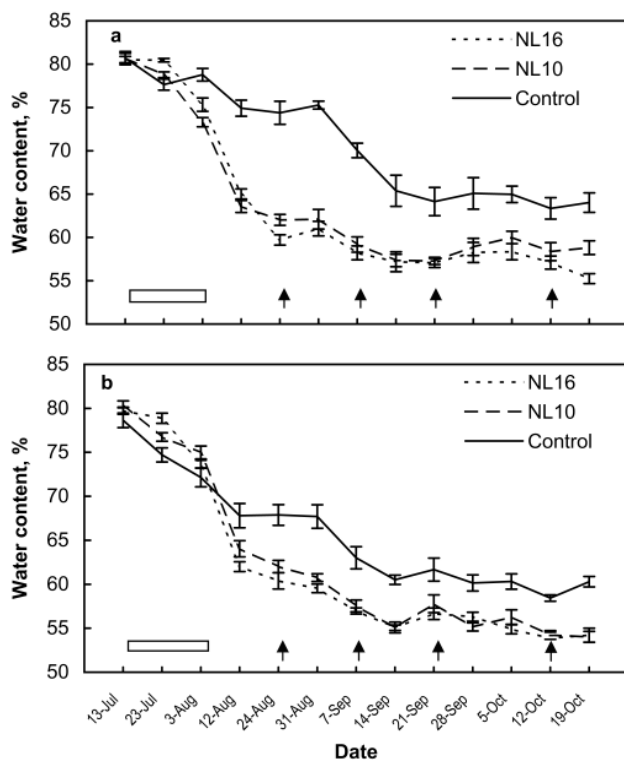 a
NL16
NL10
Control
Water content, %
85
80
75
70
65
60
55
50
b
NL16
NL10
Control
Water content, %
85
80
75
70
65
60
55
50
13-Jul
23-Jul
3-Aug
12-Aug
24-Aug
31-Aug
7-Sep
14-Sep
21-Sep
28-Sep
5-Oct
12-Oct
19-Oct
Date